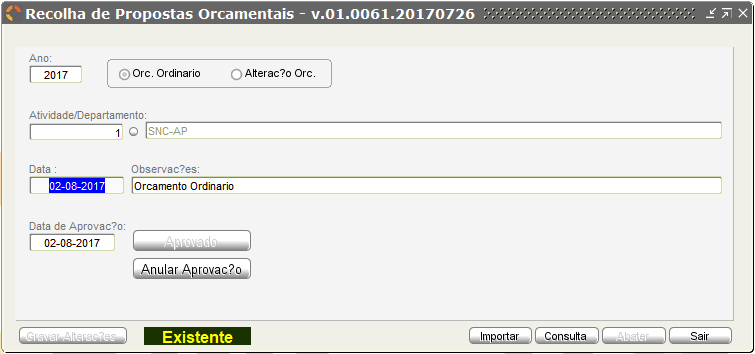 Recolha de Propostas Orcamentais - v.01.0061.20170726
Ano:
2017 Orc. Ordinario Alterac?o Orc.
Atividade/Departamento:
1 SNC-AP
Data : Observac?es:
02-08-2017 Orcamento Ordinario
Data de Aprovac?o:
02-08-2017 Aprovado
Anular Aprovac?o
Gravar Alterac?es Existente Importar Consulta Abater Sair